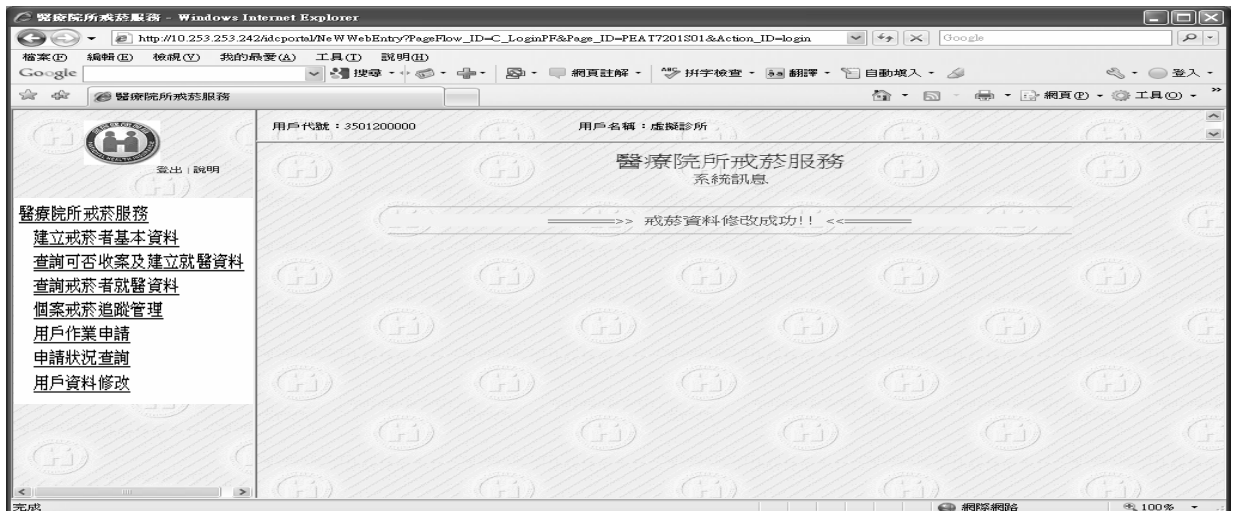 醫療院所戒菸服務 - Windows Internet Explorer
http://10.253.253.242/idcportal/NeWWebEntry?PageFlow_ID=C_LoginPF&Page_ID=PEAT7201S01&Action_ID=login
Google
檔案(F) 編輯(E) 檢視(V) 我的最愛(A) 工具(T) 說明(H)
Google 搜尋 網頁註解 拼字檢查 翻譯 自動填入 登入
醫療院所戒菸服務 網頁(P) 工具(O)
用戶代號：3501200000 用戶名稱：虛擬診所
登出 | 說明
醫療院所戒菸服務
建立戒菸者基本資料
查詢可否收案及建立就醫資料
查詢戒菸者就醫資料
個案戒菸追蹤管理
用戶作業申請
申請狀況查詢
用戶資料修改
醫療院所戒菸服務
系統訊息
═════>> 戒菸資料修改成功!! <<═════
完成 網際網路 100%